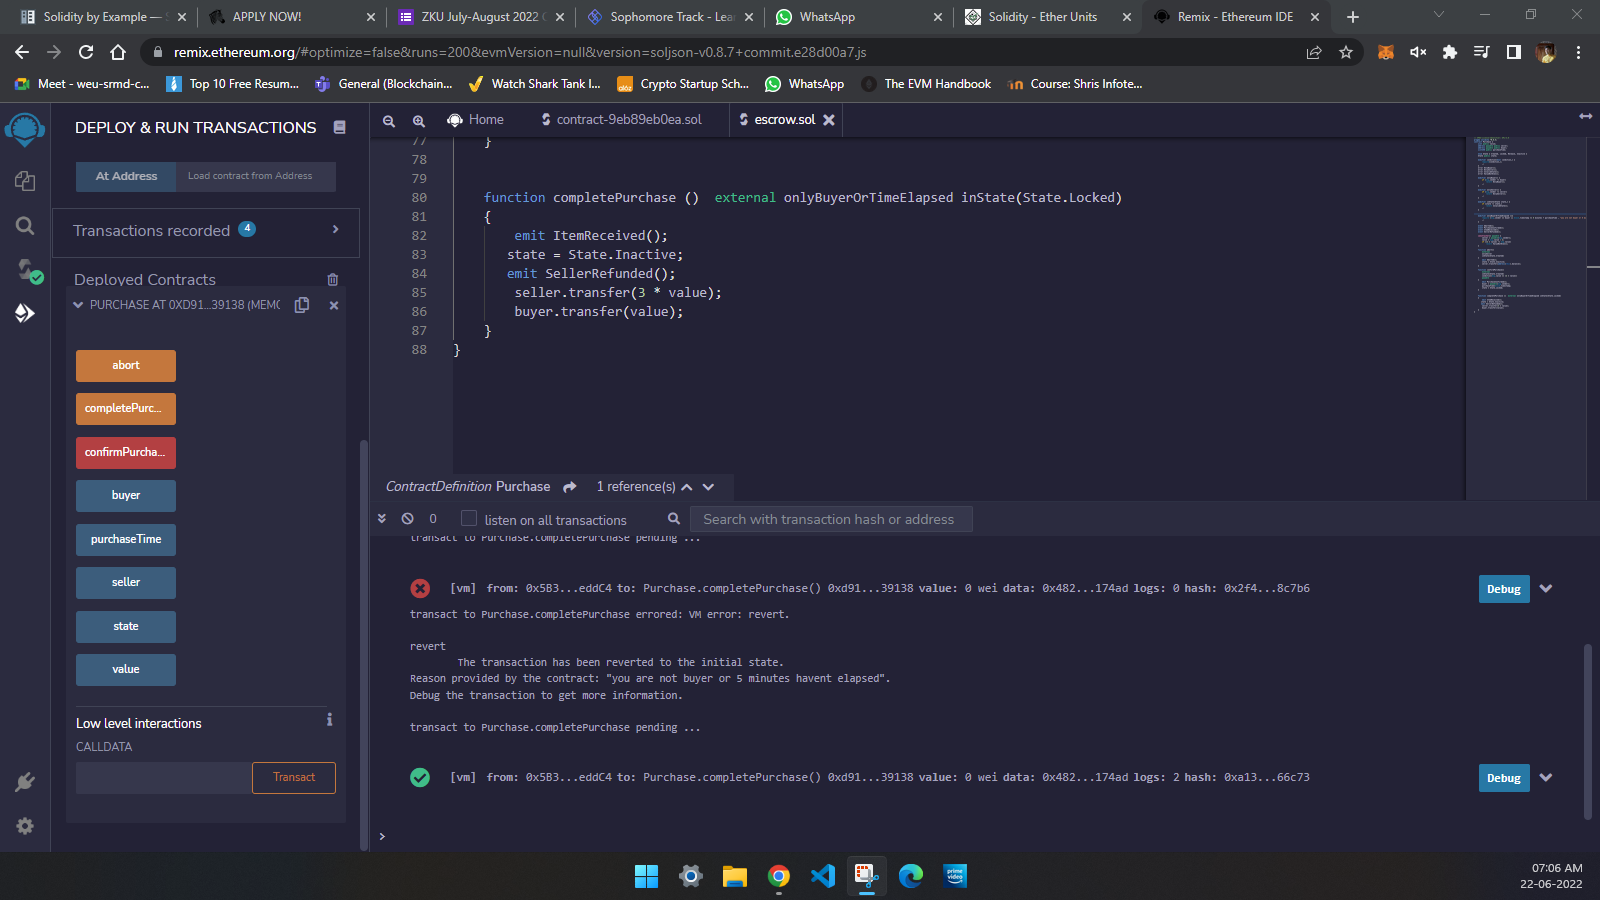 Solidity by Example —
APPLY NOW!
ZKU July-August 2022
Sophomore Track - Lea
WhatsApp
Solidity - Ether Units
Remix - Ethereum IDE
remix.ethereum.org/#optimize=false&runs=200&evmVersion=null&version=soljson-v0.8.7+commit.e28d00a7.js
Meet - weu-srmd-c...
Top 10 Free Resum...
General (Blockchain...
Watch Shark Tank I...
Crypto Startup Sch...
WhatsApp
The EVM Handbook
Course: Shris Infote...
DEPLOY & RUN TRANSACTIONS
At Address
Load contract from Address
Transactions recorded 4
Deployed Contracts
PURCHASE AT 0XD91...39138 (MEMO
abort
completePurc...
confirmPurcha...
buyer
purchaseTime
seller
state
value
Low level interactions
CALLDATA
Transact
Home
contract-9eb89eb0ea.sol
escrow.sol
77 }
78
79
80 function completePurchase () external onlyBuyerOrTimeElapsed inState(State.Locked)
81 {
82 emit ItemReceived();
83 state = State.Inactive;
84 emit SellerRefunded();
85 seller.transfer(3 * value);
86 buyer.transfer(value);
87 }
88 }
ContractDefinition Purchase 1 reference(s)
0 listen on all transactions Search with transaction hash or address
transact to Purchase.completePurchase pending ...
[vm] from: 0x5B3...eddC4 to: Purchase.completePurchase() 0xd91...39138 value: 0 wei data: 0x482...174ad logs: 0 hash: 0x2f4...8c7b6
Debug
transact to Purchase.completePurchase errored: VM error: revert.
revert
The transaction has been reverted to the initial state.
Reason provided by the contract: "you are not buyer or 5 minutes havent elapsed".
Debug the transaction to get more information.
transact to Purchase.completePurchase pending ...
[vm] from: 0x5B3...eddC4 to: Purchase.completePurchase() 0xd91...39138 value: 0 wei data: 0x482...174ad logs: 2 hash: 0xa13...66c73
Debug
>
prime video
07:06 AM
22-06-2022